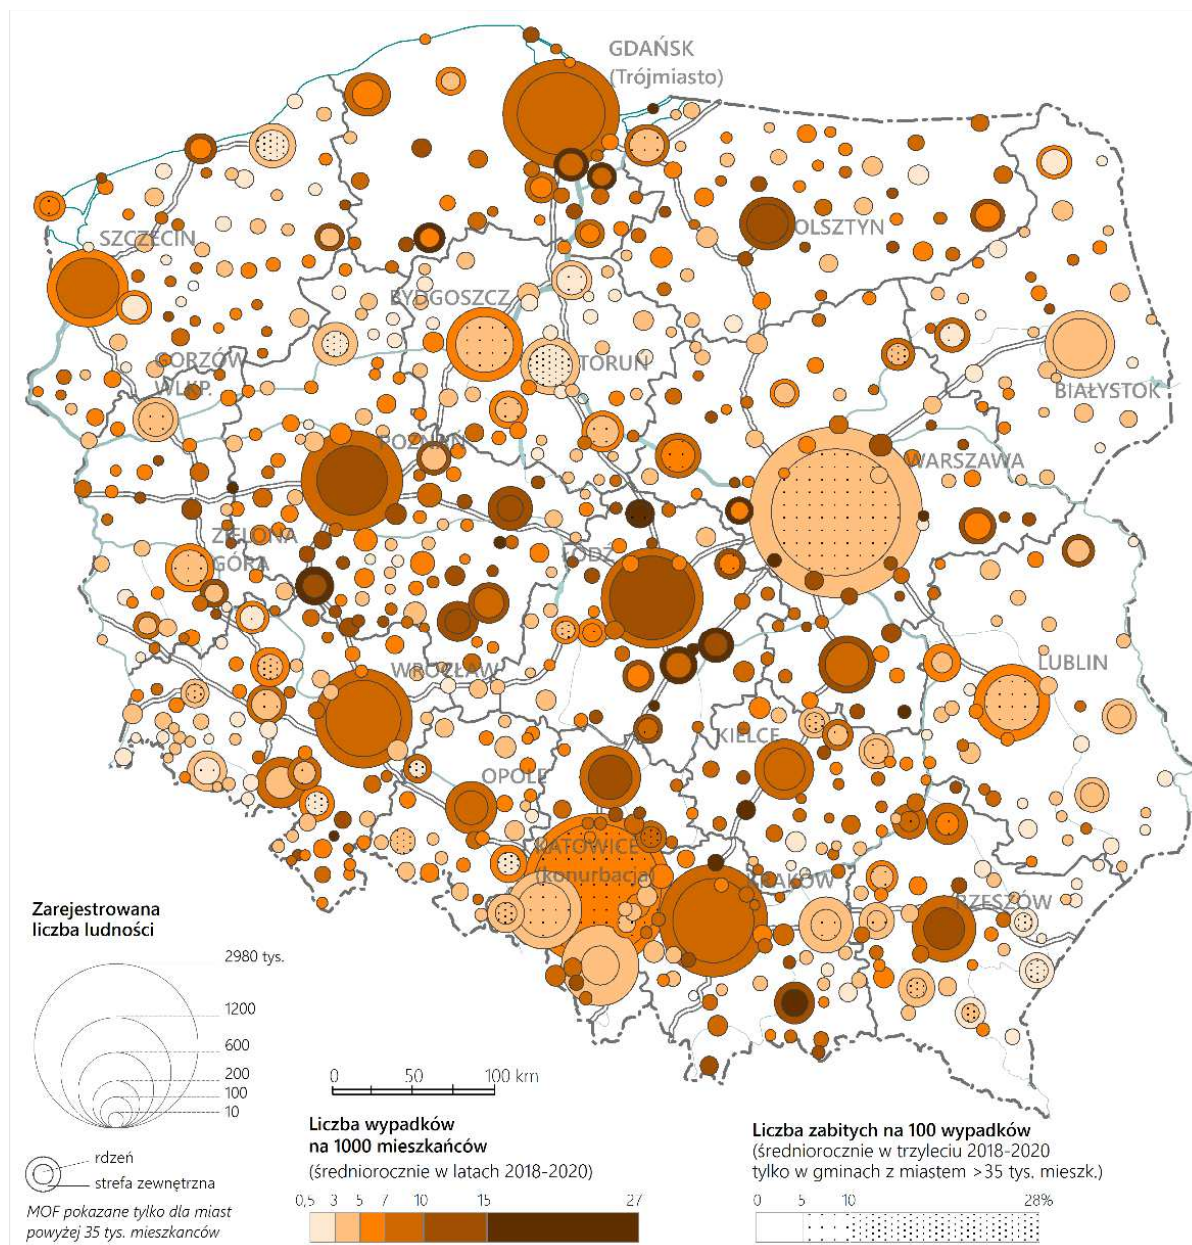 GDAŃSK
(Trójmiasto)
OLSZTYN
SZCZECIN
BYDGOSZCZ
GORZÓW
WLKP.
TORUŃ
BIAŁYSTOK
POZNAŃ
WARSZAWA
ZIELONA
GÓRA
ŁÓDŹ
WROCŁAW
LUBLIN
KIELCE
OPOLE
KATOWICE
(konurbacja)
KRAKÓW
RZESZÓW
Zarejestrowana
liczba ludności
2980 tys.
1200
600
200
100
10
rdzeń
strefa zewnętrzna
MOF pokazane tylko dla miast
powyżej 35 tys. mieszkanców
0 50 100 km
Liczba wypadków
na 1000 mieszkańców
(średniorocznie w latach 2018-2020)
0,5 3 5 7 10 15 27
Liczba zabitych na 100 wypadków
(średniorocznie w trzyleciu 2018-2020
tylko w gminach z miastem >35 tys. mieszk.)
0 5 10 28%